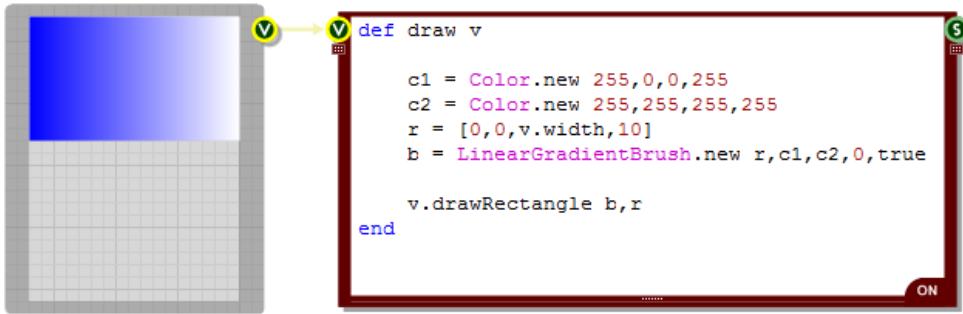 V
V
def draw v
c1 = Color.new 255,0,0,255
c2 = Color.new 255,255,255,255
r = [0,0,v.width,10]
b = LinearGradientBrush.new r,c1,c2,0,true
v.drawRectangle b,r
end
S
ON